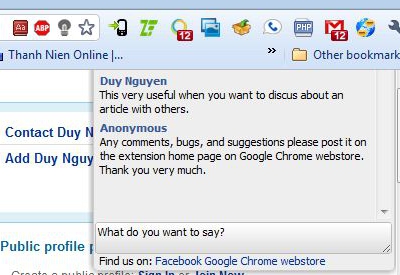 ABP
ZF
12
PHP
12
Thanh Nien Online |...
»
Other bookmark
Duy Nguyen
This very useful when you want to discus about an
article with others.
Anonymous
Any comments, bugs, and suggestions please post it on
the extension home page on Google Chrome webstore.
Thank you very much.
Contact Duy N
Add Duy Nguy
What do you want to say?
Public profile p
Find us on: Facebook Google Chrome webstore
Create a public profile: Sign In or Join Now